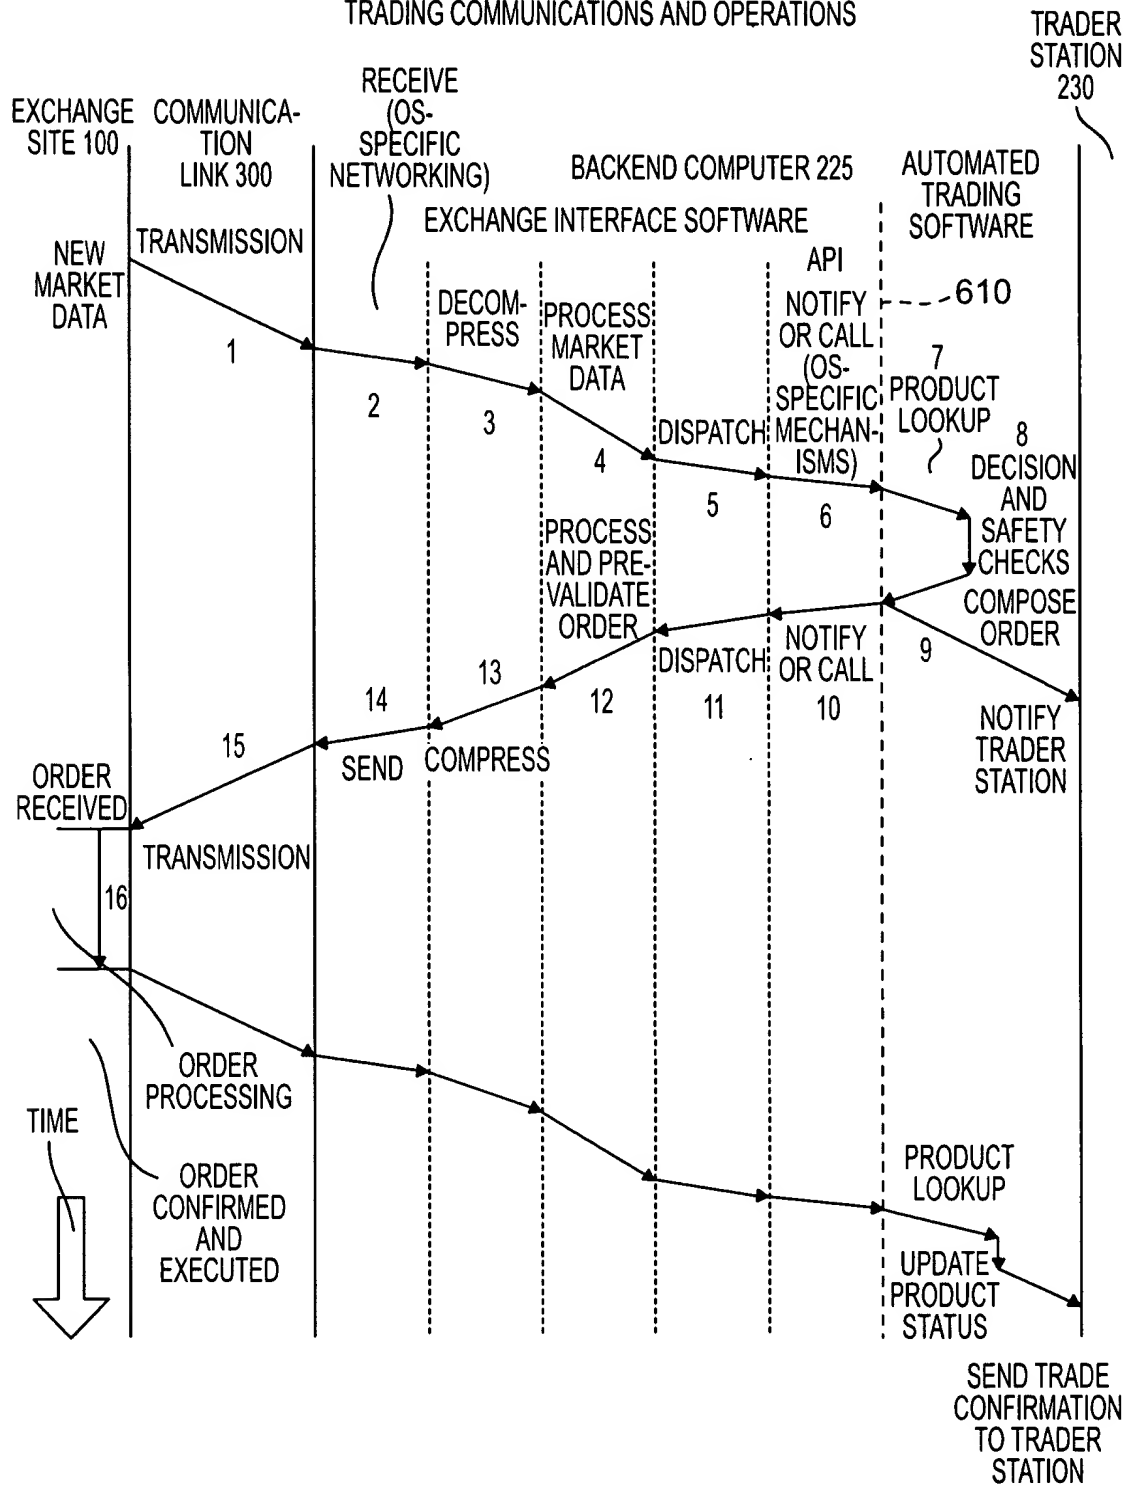 TRADING COMMUNICATIONS AND OPERATIONS
TRADER
STATION
230
EXCHANGE
SITE 100
COMMUNICA-
TION
LINK 300
RECEIVE
(OS-
SPECIFIC
NETWORKING)
BACKEND COMPUTER 225
EXCHANGE INTERFACE SOFTWARE
AUTOMATED
TRADING
SOFTWARE
NEW
MARKET
DATA
TRANSMISSION
1
2
DECOM-
PRESS
3
PROCESS
MARKET
DATA
4
DISPATCH
5
API
NOTIFY
OR CALL
(OS-
SPECIFIC
MECHAN-
ISMS)
6
610
7
PRODUCT
LOOKUP
8
DECISION
AND
SAFETY
CHECKS
COMPOSE
ORDER
9
NOTIFY
TRADER
STATION
NOTIFY
OR CALL
10
DISPATCH
11
PROCESS
AND PRE-
VALIDATE
ORDER
12
13
COMPRESS
14
SEND
15
TRANSMISSION
ORDER
RECEIVED
16
ORDER
PROCESSING
TIME
ORDER
CONFIRMED
AND
EXECUTED
PRODUCT
LOOKUP
UPDATE
PRODUCT
STATUS
SEND TRADE
CONFIRMATION
TO TRADER
STATION